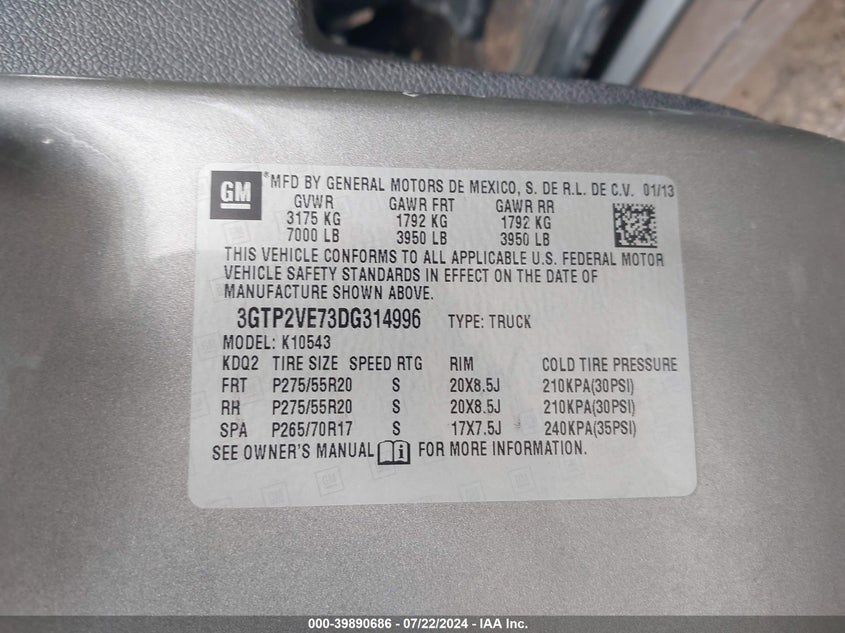 GM *MFD BY GENERAL MOTORS DE MEXICO, S. DE R.L. DE C.V. 01/13
GVWR GAWR FRT GAWR RR
3175 KG 1792 KG 1792 KG
7000 LB 3950 LB 3950 LB
THIS VEHICLE CONFORMS TO ALL APPLICABLE U.S. FEDERAL MOTOR
VEHICLE SAFETY STANDARDS IN EFFECT ON THE DATE OF
MANUFACTURE SHOWN ABOVE.
3GTP2VE73DG314996 TYPE: TRUCK
MODEL: K10543
KDQ2 TIRE SIZE SPEED RTG RIM COLD TIRE PRESSURE
FRT P275/55R20 S 20X8.5J 210KPA(30PSI)
RR P275/55R20 S 20X8.5J 210KPA(30PSI)
SPA P265/70R17 S 17X7.5J 240KPA(35PSI)
SEE OWNER'S MANUAL FOR MORE INFORMATION.
000-39890686 - 07/22/2024 - IAA Inc.